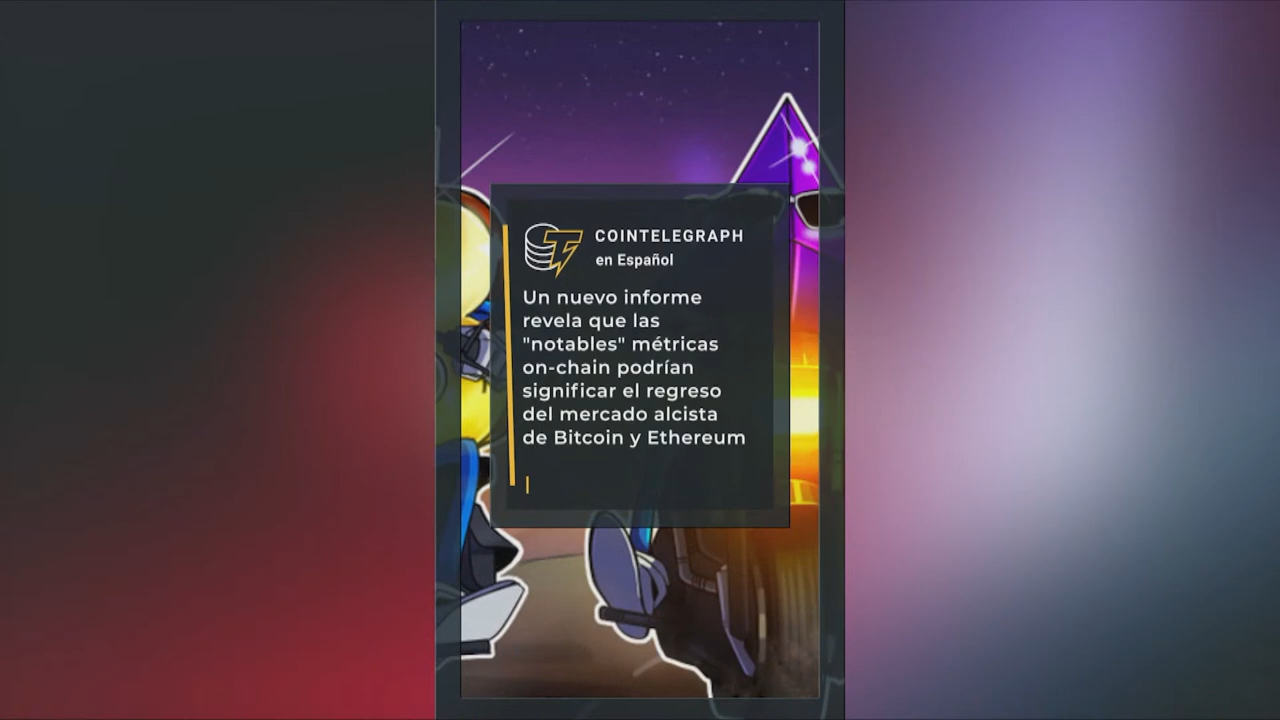 COINTELEGRAPH
en Español
Un nuevo informe
revela que las
"notables" métricas
on-chain podrían
significar el regreso
del mercado alcista
de Bitcoin y Ethereum